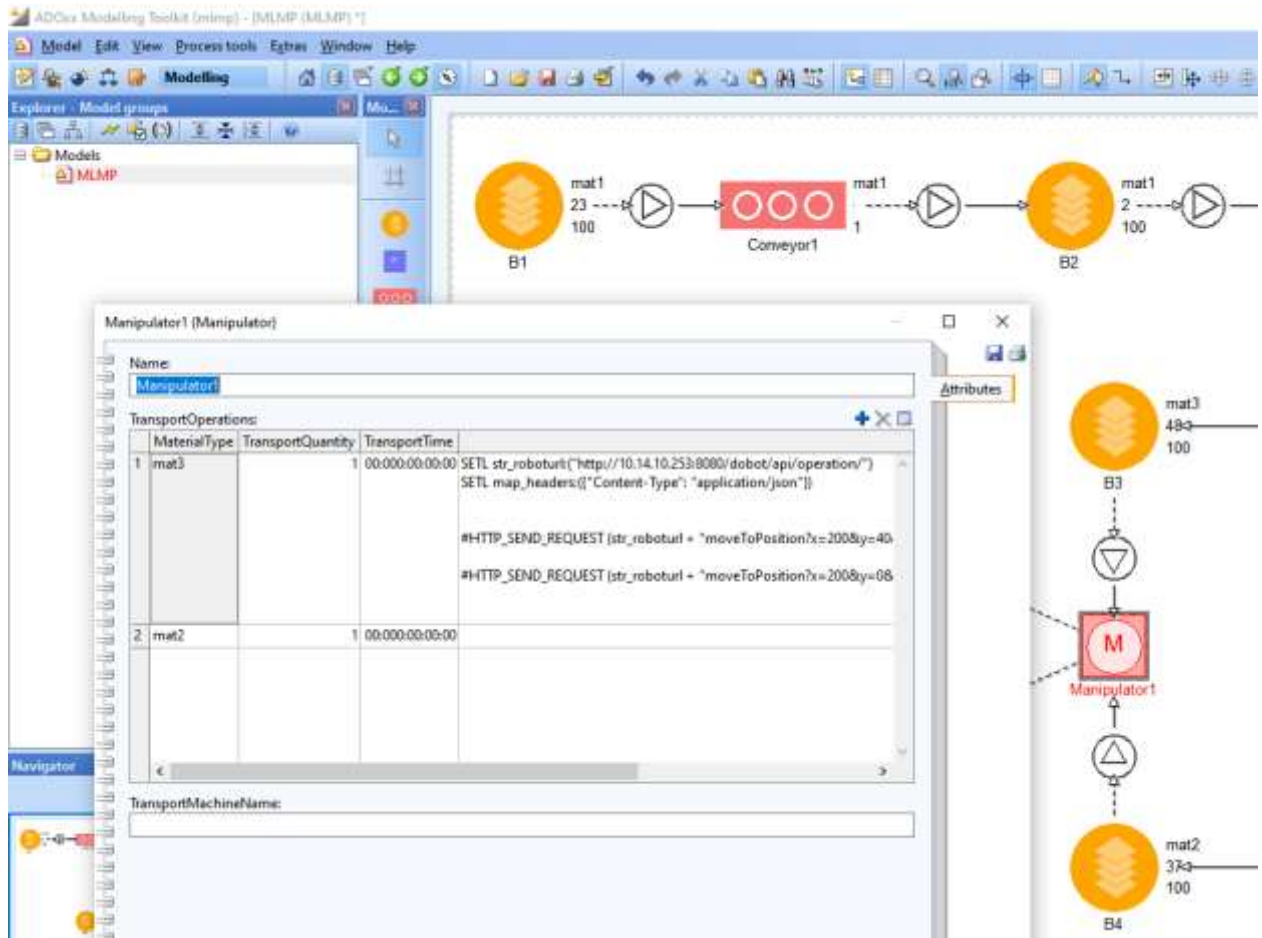 ADOxx Modelling Toolkit (mlmp) - [MLMP (MLMP) *]
Model Edit View Process tools Extras Window Help
Modelling
Explorer - Model groups
Mo...
Models
MLMP
mat1
23
100
B1
Conveyor1
mat1
1
mat1
2
100
B2
mat1
100
Manipulator1 (Manipulator)
Name:
Manipulator1
Attributes
TransportOperations:
MaterialType TransportQuantity TransportTime
1 mat3 1 00:000:00:00:00 SETL str_roboturl:("http://10.14.10.253:8080/dobot/api/operation/")
SETL map_headers:({"Content-Type": "application/json"})
#HTTP_SEND_REQUEST (str_roboturl + "moveToPosition?x=200&y=40
#HTTP_SEND_REQUEST (str_roboturl + "moveToPosition?x=200&y=0&
2 mat2 1 00:000:00:00:00
TransportMachineName:
mat3
48
100
B3
M
Manipulator1
mat2
37
100
B4
Navigator